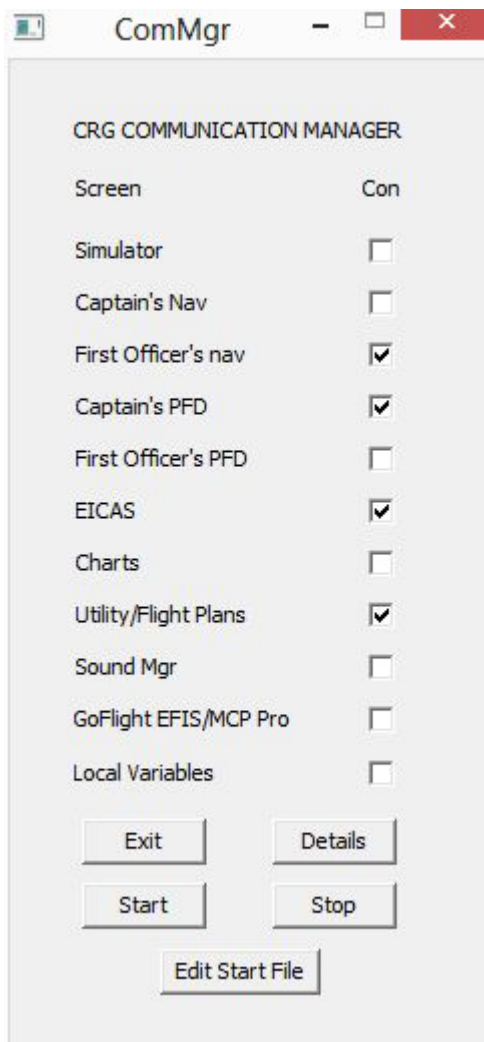 ComMgr
CRG COMMUNICATION MANAGER
Screen Con
Simulator
Captain's Nav
First Officer's nav
Captain's PFD
First Officer's PFD
EICAS
Charts
Utility/Flight Plans
Sound Mgr
GoFlight EFIS/MCP Pro
Local Variables
Exit Details
Start Stop
Edit Start File